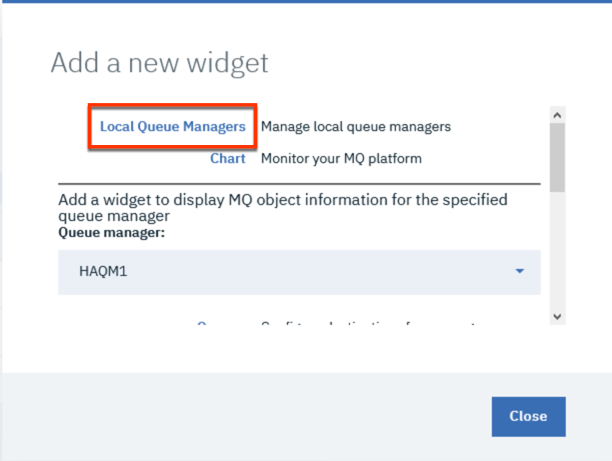 Add a new widget
Local Queue Managers Manage local queue managers
Chart Monitor your MQ platform
Add a widget to display MQ object information for the specified
queue manager
Queue manager:
HAQM1
Close